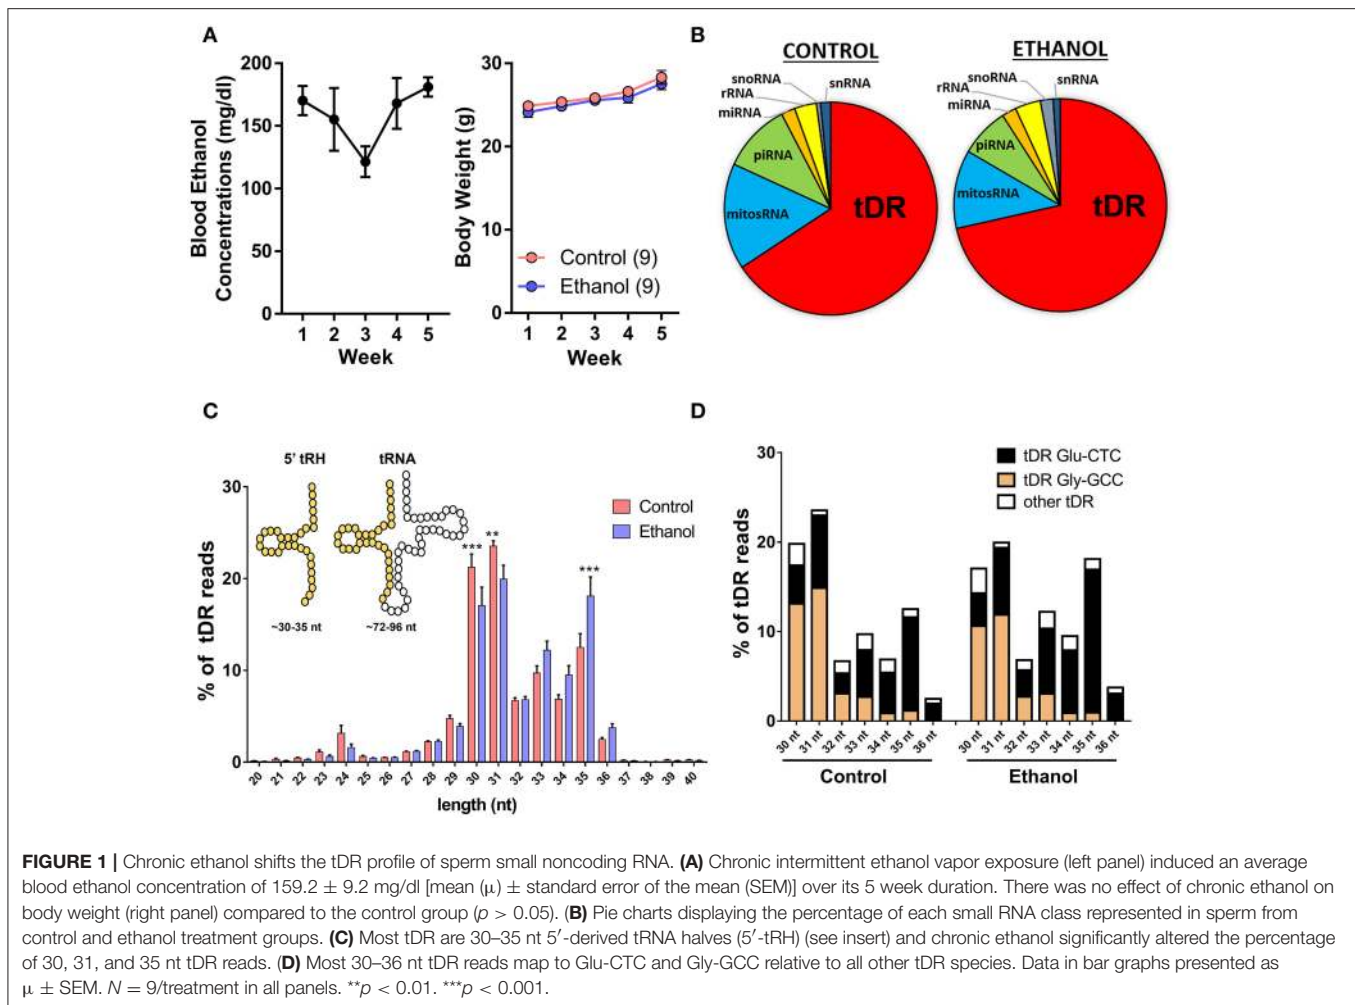 A
200
150
100
50
0
Blood Ethanol
Concentrations (mg/dl)
1 2 3 4 5
Week
30
20
10
0
Body Weight (g)
Control (9)
Ethanol (9)
1 2 3 4 5
Week
B
CONTROL
snoRNA
snRNA
rRNA
miRNA
piRNA
mitosRNA
tDR
ETHANOL
snoRNA
snRNA
rRNA
miRNA
piRNA
mitosRNA
tDR
C
5' tRH
tRNA
~30-35 nt
~72-96 nt
Control
Ethanol
*** ** ***
30
20
10
0
% of tDR reads
20 21 22 23 24 25 26 27 28 29 30 31 32 33 34 35 36 37 38 39 40
length (nt)
D
tDR Glu-CTC
tDR Gly-GCC
other tDR
30
20
10
0
% of tDR reads
30 nt 31 nt 32 nt 33 nt 34 nt 35 nt 36 nt 30 nt 31 nt 32 nt 33 nt 34 nt 35 nt 36 nt
Control Ethanol
FIGURE 1 | Chronic ethanol shifts the tDR profile of sperm small noncoding RNA. (A) Chronic intermittent ethanol vapor exposure (left panel) induced an average
blood ethanol concentration of 159.2 ± 9.2 mg/dl [mean (μ) ± standard error of the mean (SEM)] over its 5 week duration. There was no effect of chronic ethanol on
body weight (right panel) compared to the control group (p > 0.05). (B) Pie charts displaying the percentage of each small RNA class represented in sperm from
control and ethanol treatment groups. (C) Most tDR are 30–35 nt 5′-derived tRNA halves (5′-tRH) (see insert) and chronic ethanol significantly altered the percentage
of 30, 31, and 35 nt tDR reads. (D) Most 30–36 nt tDR reads map to Glu-CTC and Gly-GCC relative to all other tDR species. Data in bar graphs presented as
μ ± SEM. N = 9/treatment in all panels. **p < 0.01. ***p < 0.001.